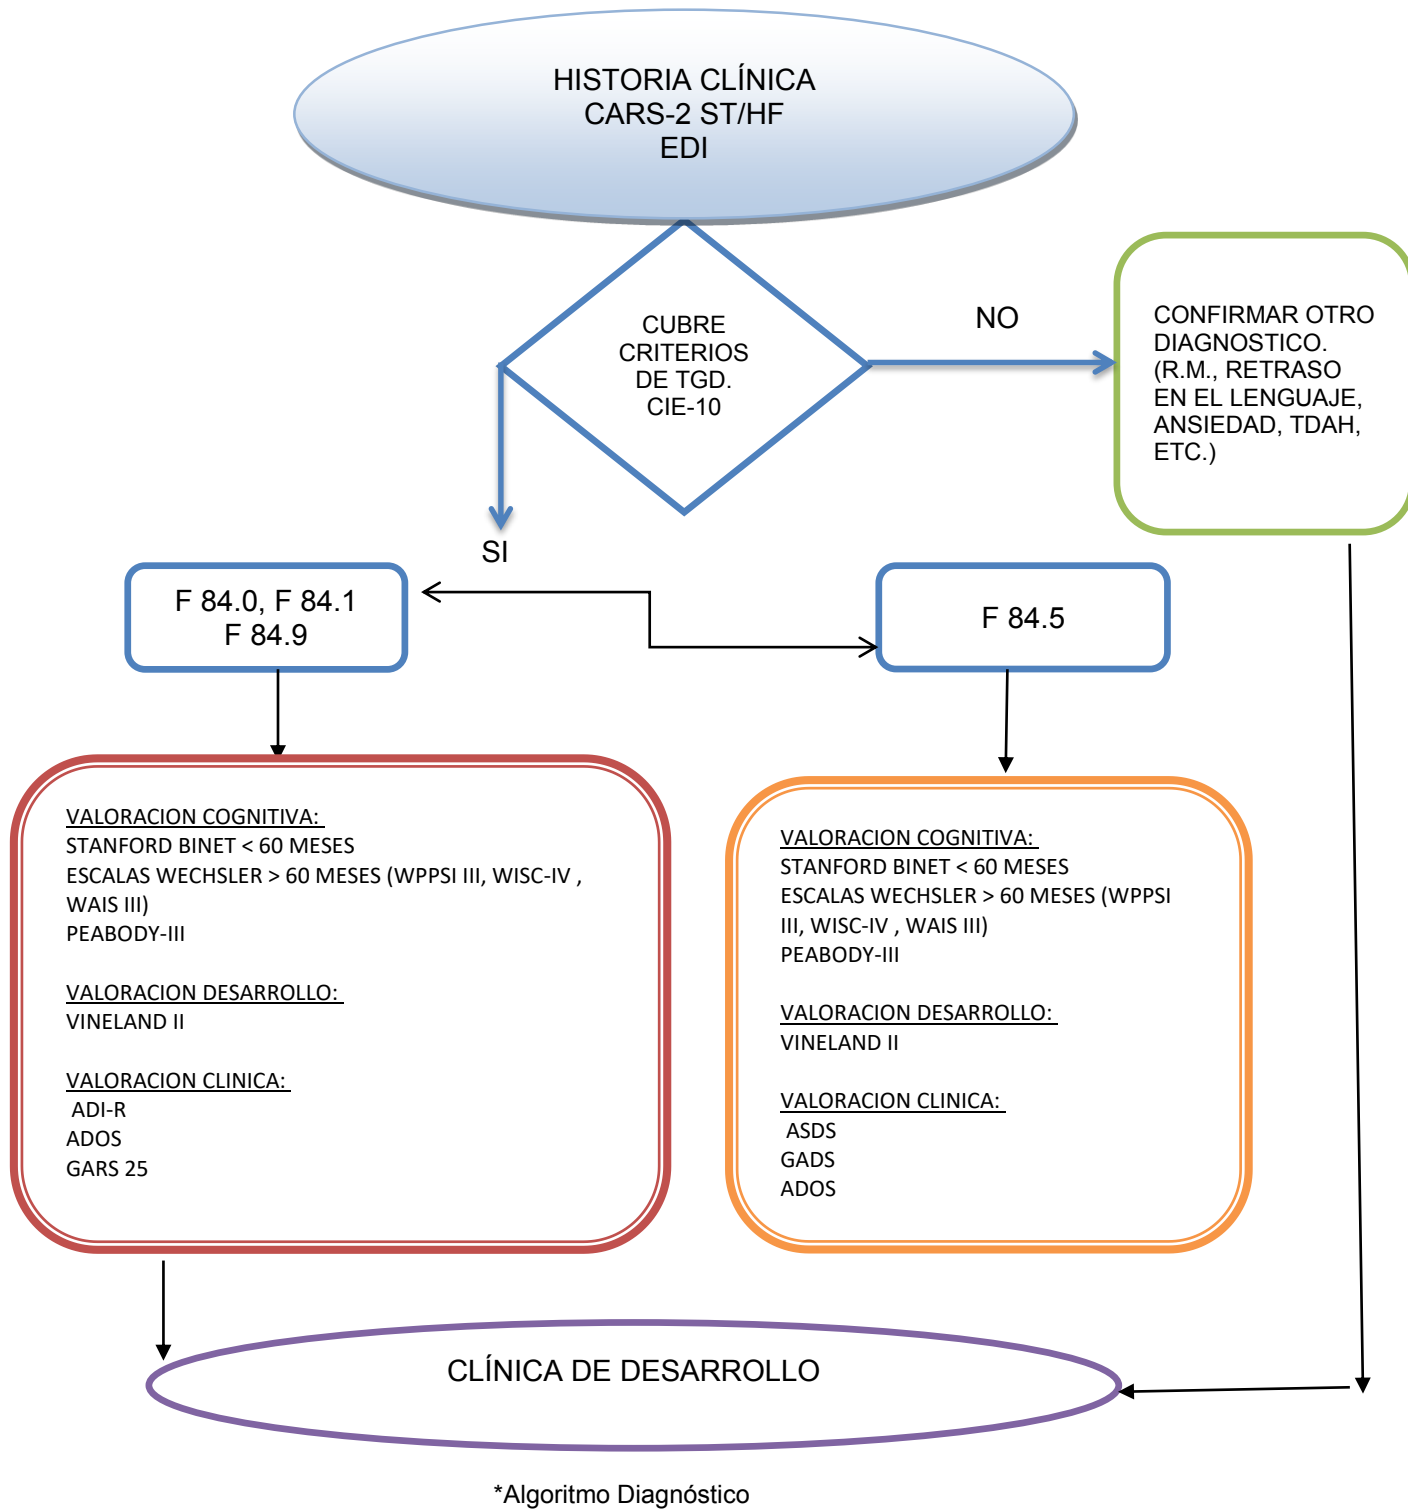 HISTORIA CLÍNICA
CARS-2 ST/HF
EDI
CUBRE
CRITERIOS
DE TGD.
CIE-10
NO
CONFIRMAR OTRO
DIAGNOSTICO.
(R.M., RETRASO
EN EL LENGUAJE,
ANSIEDAD, TDAH,
ETC.)
SI
F 84.0, F 84.1
F 84.9
F 84.5
VALORACION COGNITIVA:
STANFORD BINET < 60 MESES
ESCALAS WECHSLER > 60 MESES (WPPSI III, WISC-IV ,
WAIS III)
PEABODY-III
VALORACION DESARROLLO:
VINELAND II
VALORACION CLINICA:
ADI-R
ADOS
GARS 25
VALORACION COGNITIVA:
STANFORD BINET < 60 MESES
ESCALAS WECHSLER > 60 MESES (WPPSI
III, WISC-IV , WAIS III)
PEABODY-III
VALORACION DESARROLLO:
VINELAND II
VALORACION CLINICA:
ASDS
GADS
ADOS
CLÍNICA DE DESARROLLO
*Algoritmo Diagnóstico